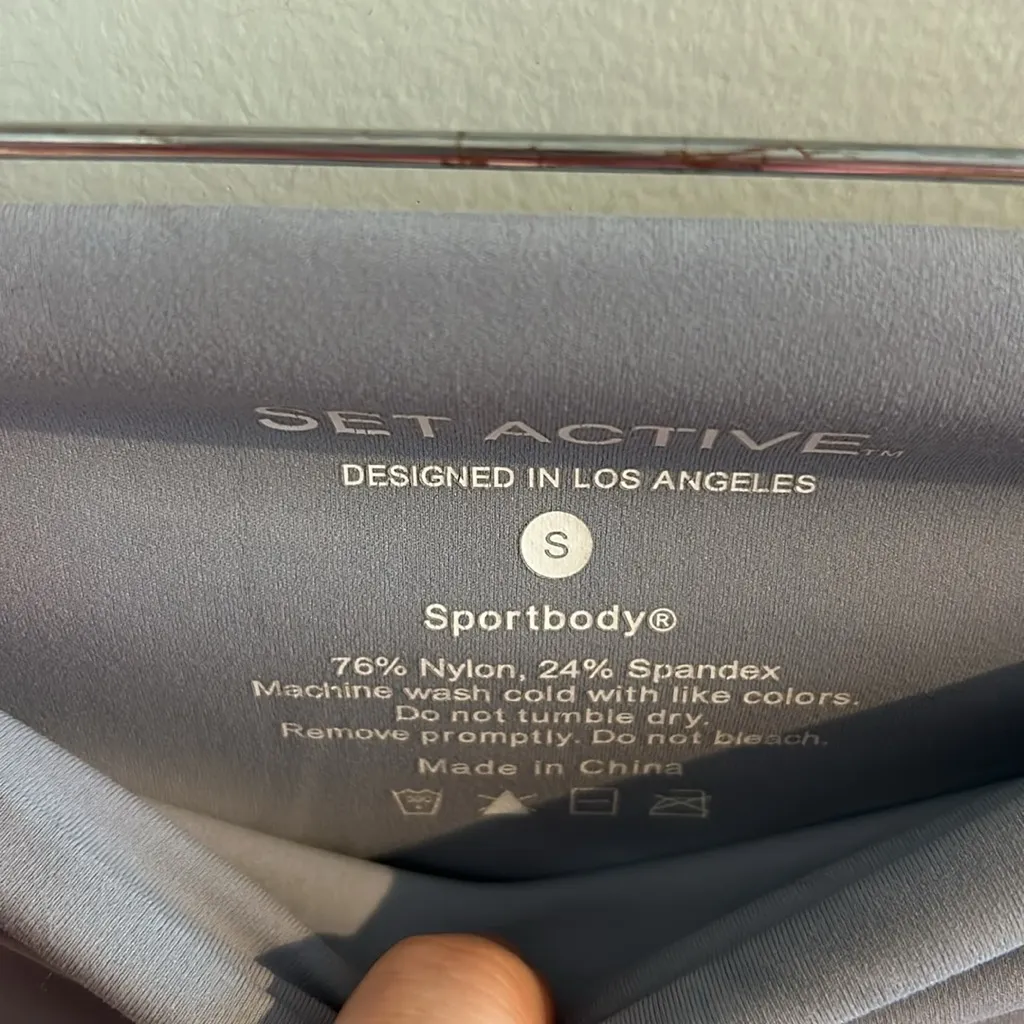 SET ACTIVE™
DESIGNED IN LOS ANGELES
S
Sportbody®
76% Nylon, 24% Spandex
Machine wash cold with like colors.
Do not tumble dry.
Remove promptly. Do not bleach.
Made in China